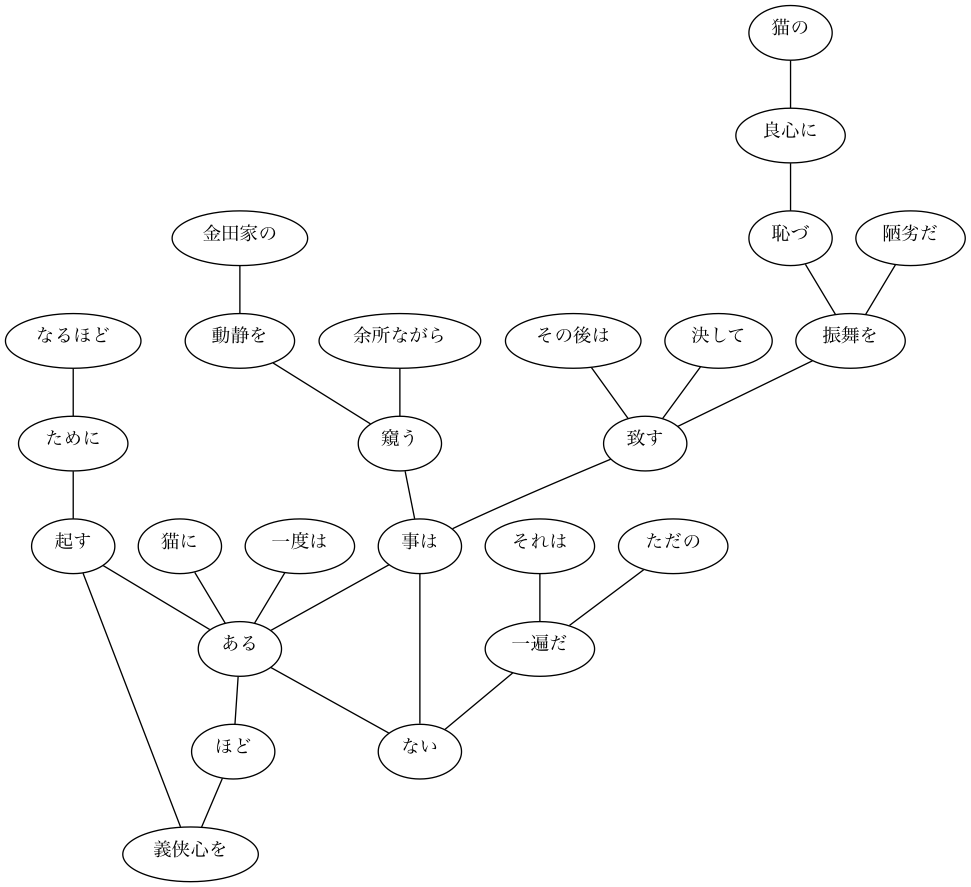 猫の
良心に
金田家の
恥づ
陋劣だ
なるほど
動静を
余所ながら
その後は
決して
振舞を
ために
窺う
致す
起す
猫に
一度は
事は
それは
ただの
ある
一遍だ
ほど
ない
義侠心を